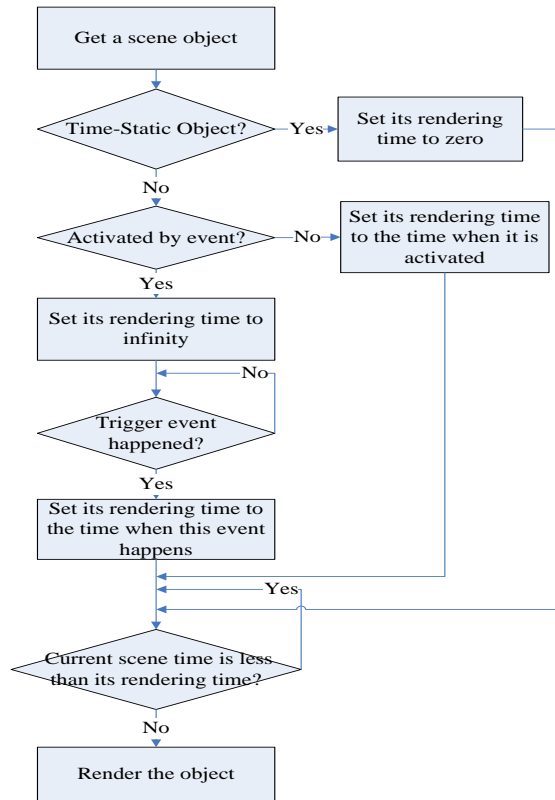 Get a scene object
Time-Static Object?
Yes
Set its rendering
time to zero
No
Activated by event?
No
Set its rendering time
to the time when it is
activated
Yes
Set its rendering time to
infinity
No
Trigger event
happened?
Yes
Set its rendering time to
the time when this event
happens
Yes
Current scene time is less
than its rendering time?
No
Render the object